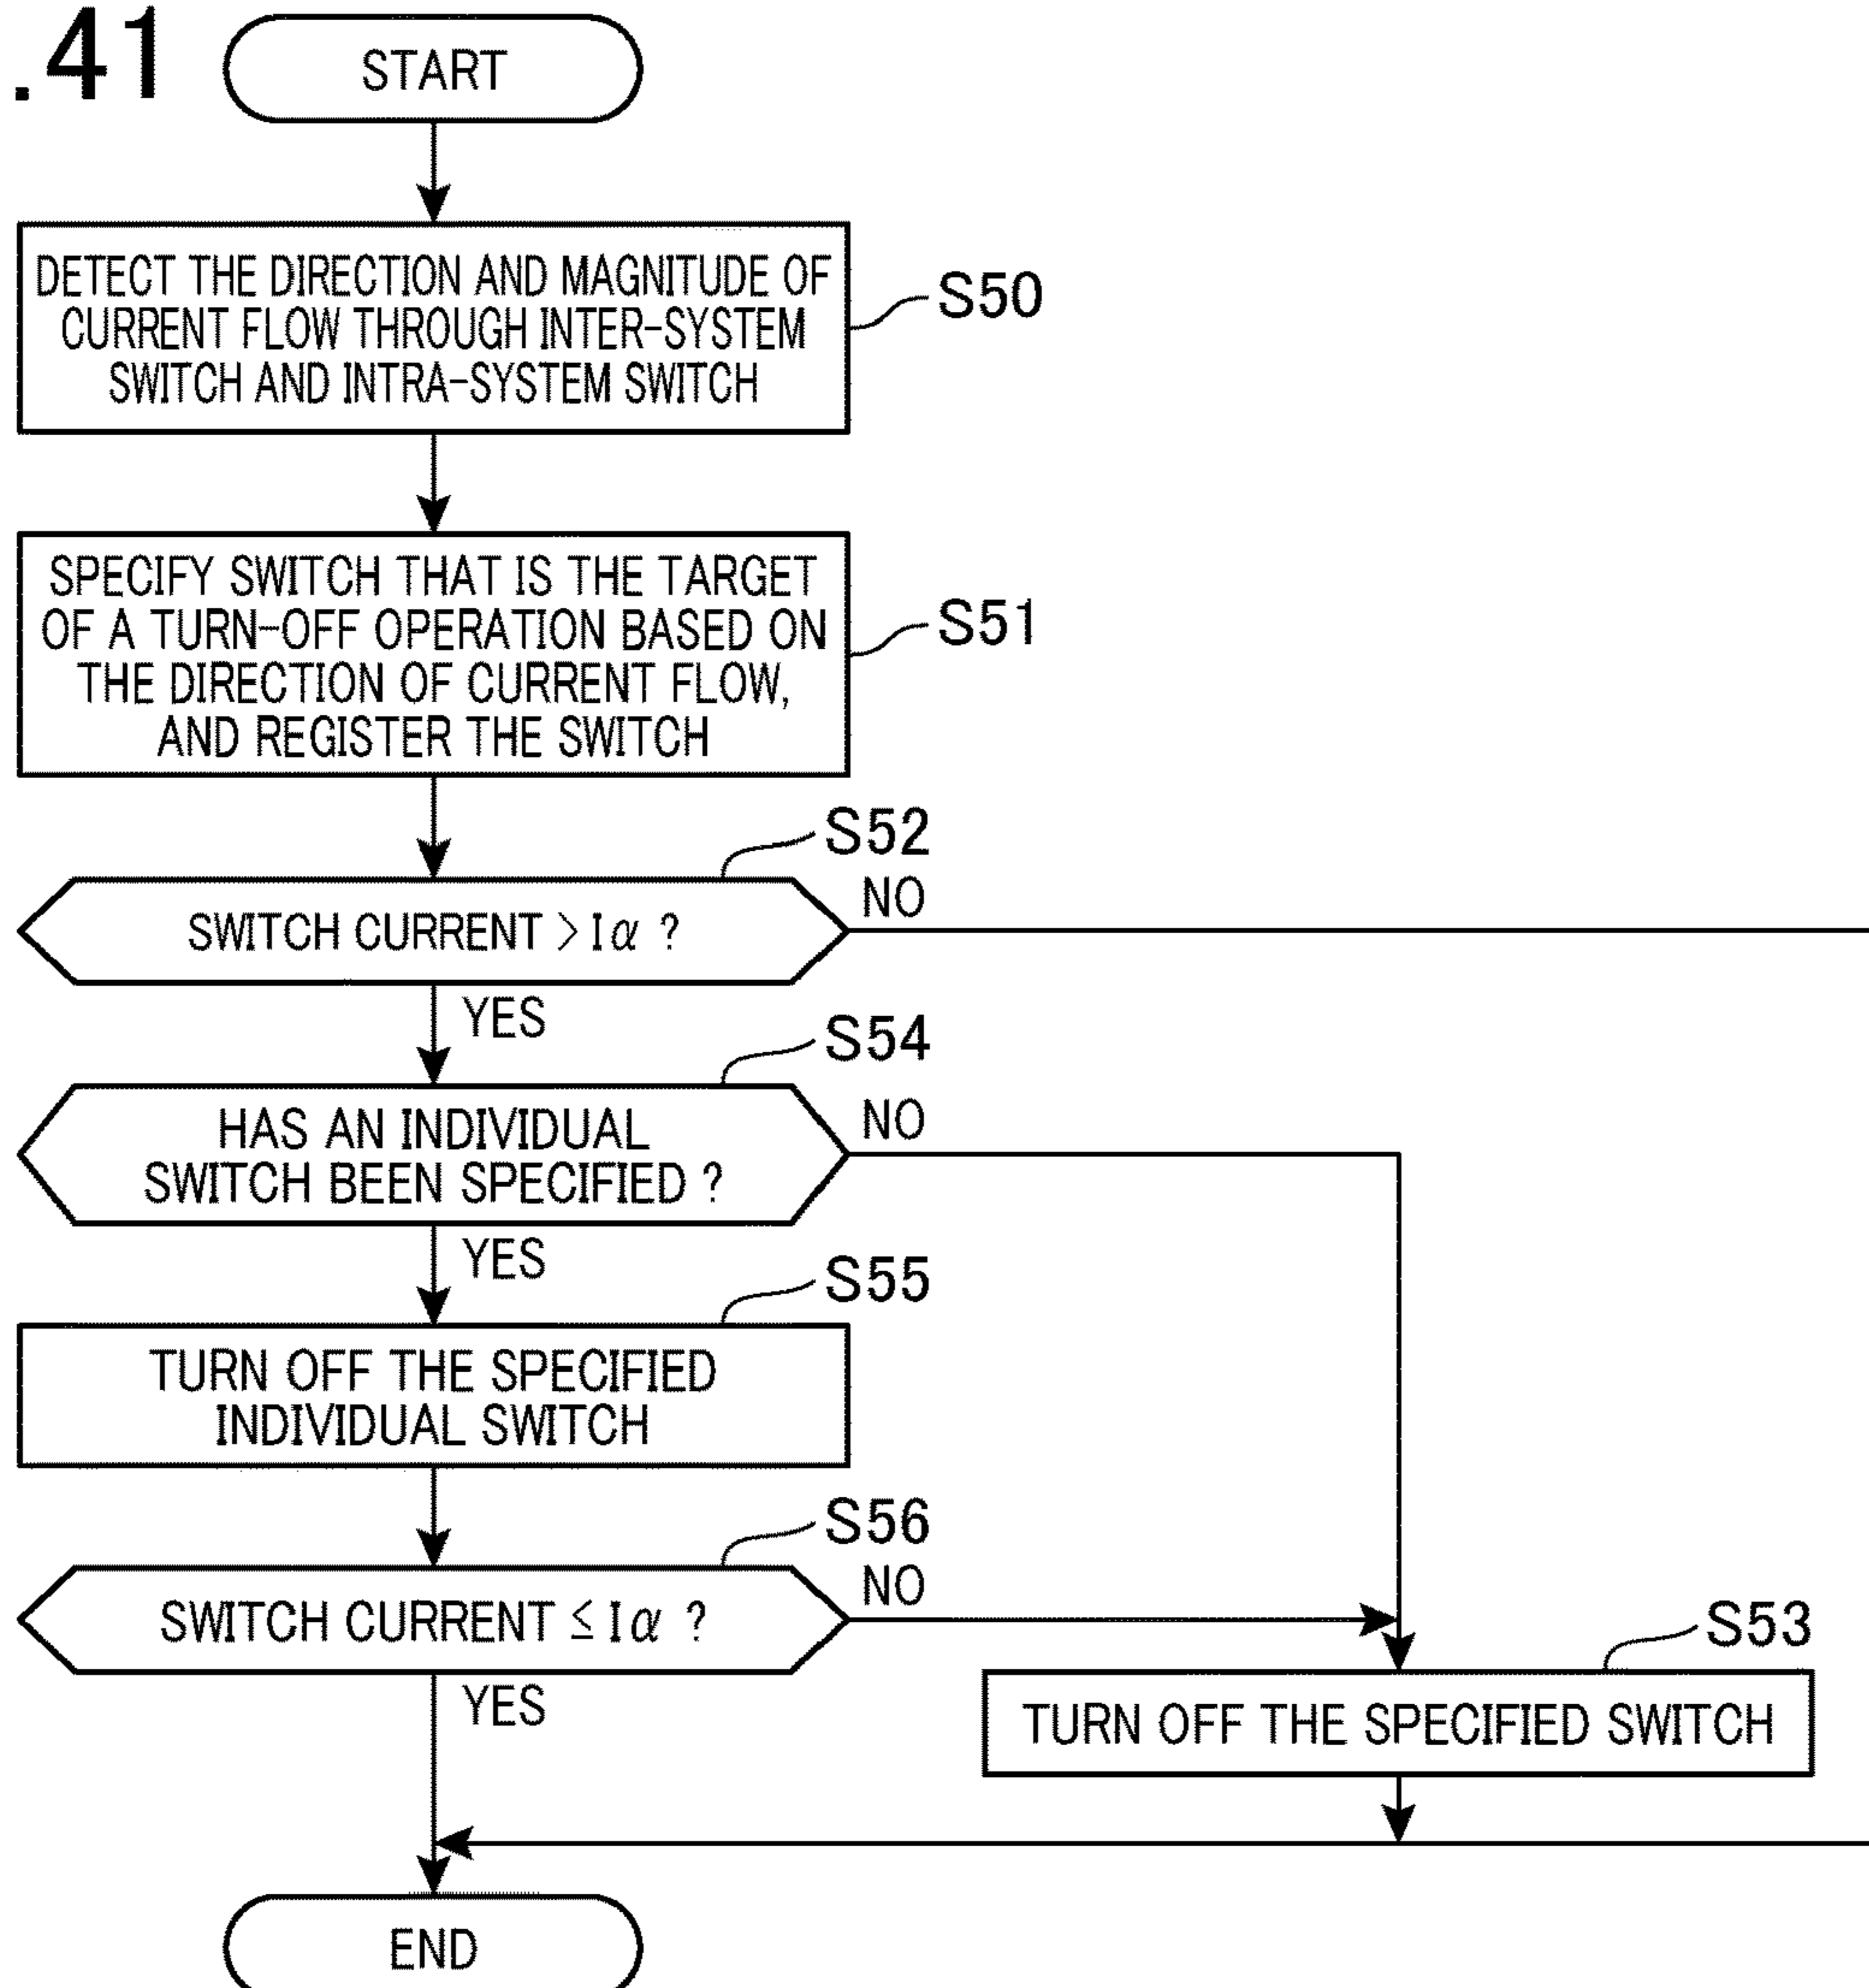 .41
START
DETECT THE DIRECTION AND MAGNITUDE OF
CURRENT FLOW THROUGH INTER-SYSTEM
SWITCH AND INTRA-SYSTEM SWITCH
S50
SPECIFY SWITCH THAT IS THE TARGET
OF A TURN-OFF OPERATION BASED ON
THE DIRECTION OF CURRENT FLOW,
AND REGISTER THE SWITCH
S51
S52
SWITCH CURRENT > Iα ?
NO
YES
S54
HAS AN INDIVIDUAL
SWITCH BEEN SPECIFIED ?
NO
YES
S55
TURN OFF THE SPECIFIED
INDIVIDUAL SWITCH
S56
SWITCH CURRENT ≤ Iα ?
NO
YES
S53
TURN OFF THE SPECIFIED SWITCH
END